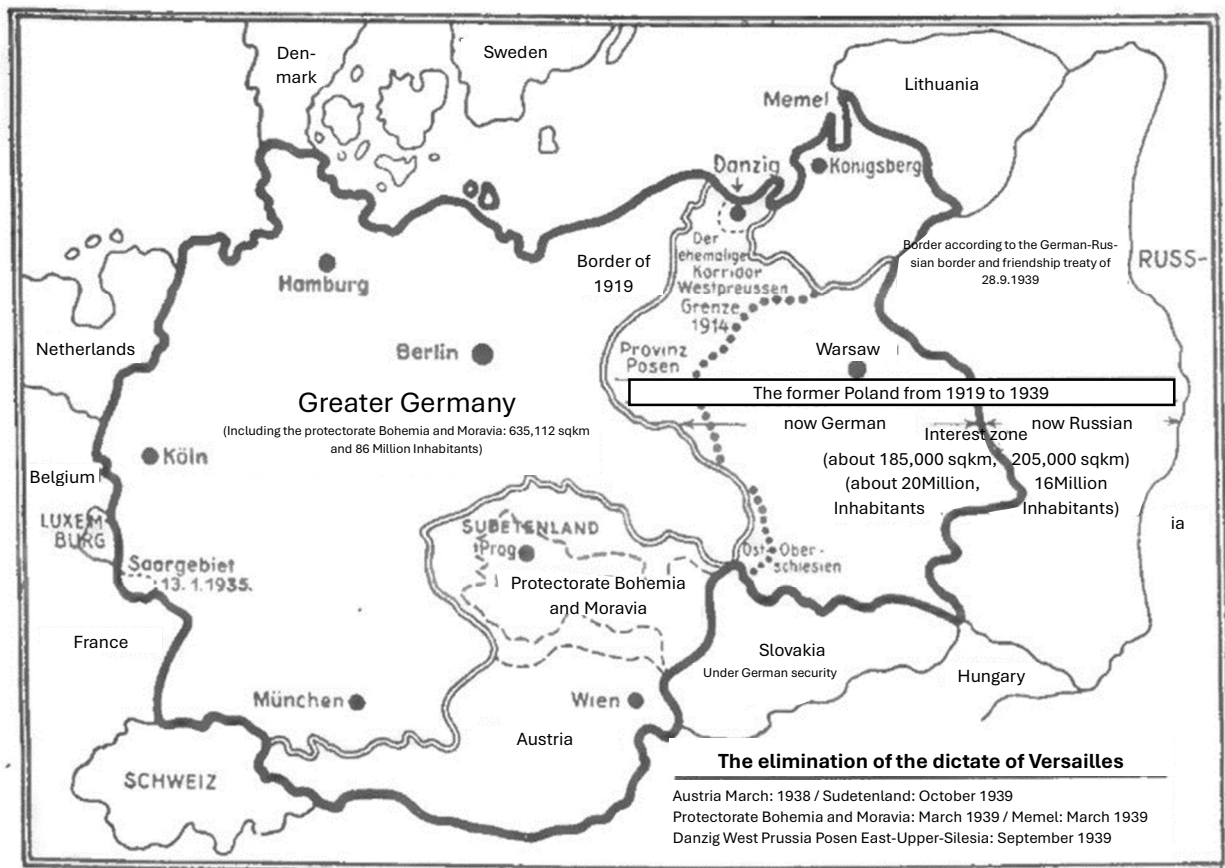 Den-
mark
Sweden
Lithuania
Memel
Danzig
Königsberg
Der
ehemalige
Korridor
Westpreussen
Grenze
1914
Border of
1919
Border according to the German-Rus-
sian border and friendship treaty of
28.9.1939
RUSS-
ia
Hamburg
Netherlands
Berlin
Provinz
Posen
Warsaw
The former Poland from 1919 to 1939
now German
now Russian
Interest zone
(about 185,000 sqkm, 205,000 sqkm)
(about 20Million, 16Million
Inhabitants Inhabitants)
Greater Germany
(Including the protectorate Bohemia and Moravia: 635,112 sqkm
and 86 Million Inhabitants)
Köln
Belgium
LUXEM-
BURG
Saargebiet
13.1.1935.
SUDETENLAND
Prag
Protectorate Bohemia
and Moravia
Ost-Ober-
schlesien
France
Slovakia
Under German security
Hungary
München
Wien
Austria
SCHWEIZ
The elimination of the dictate of Versailles
Austria March: 1938 / Sudetenland: October 1939
Protectorate Bohemia and Moravia: March 1939 / Memel: March 1939
Danzig West Prussia Posen East-Upper-Silesia: September 1939